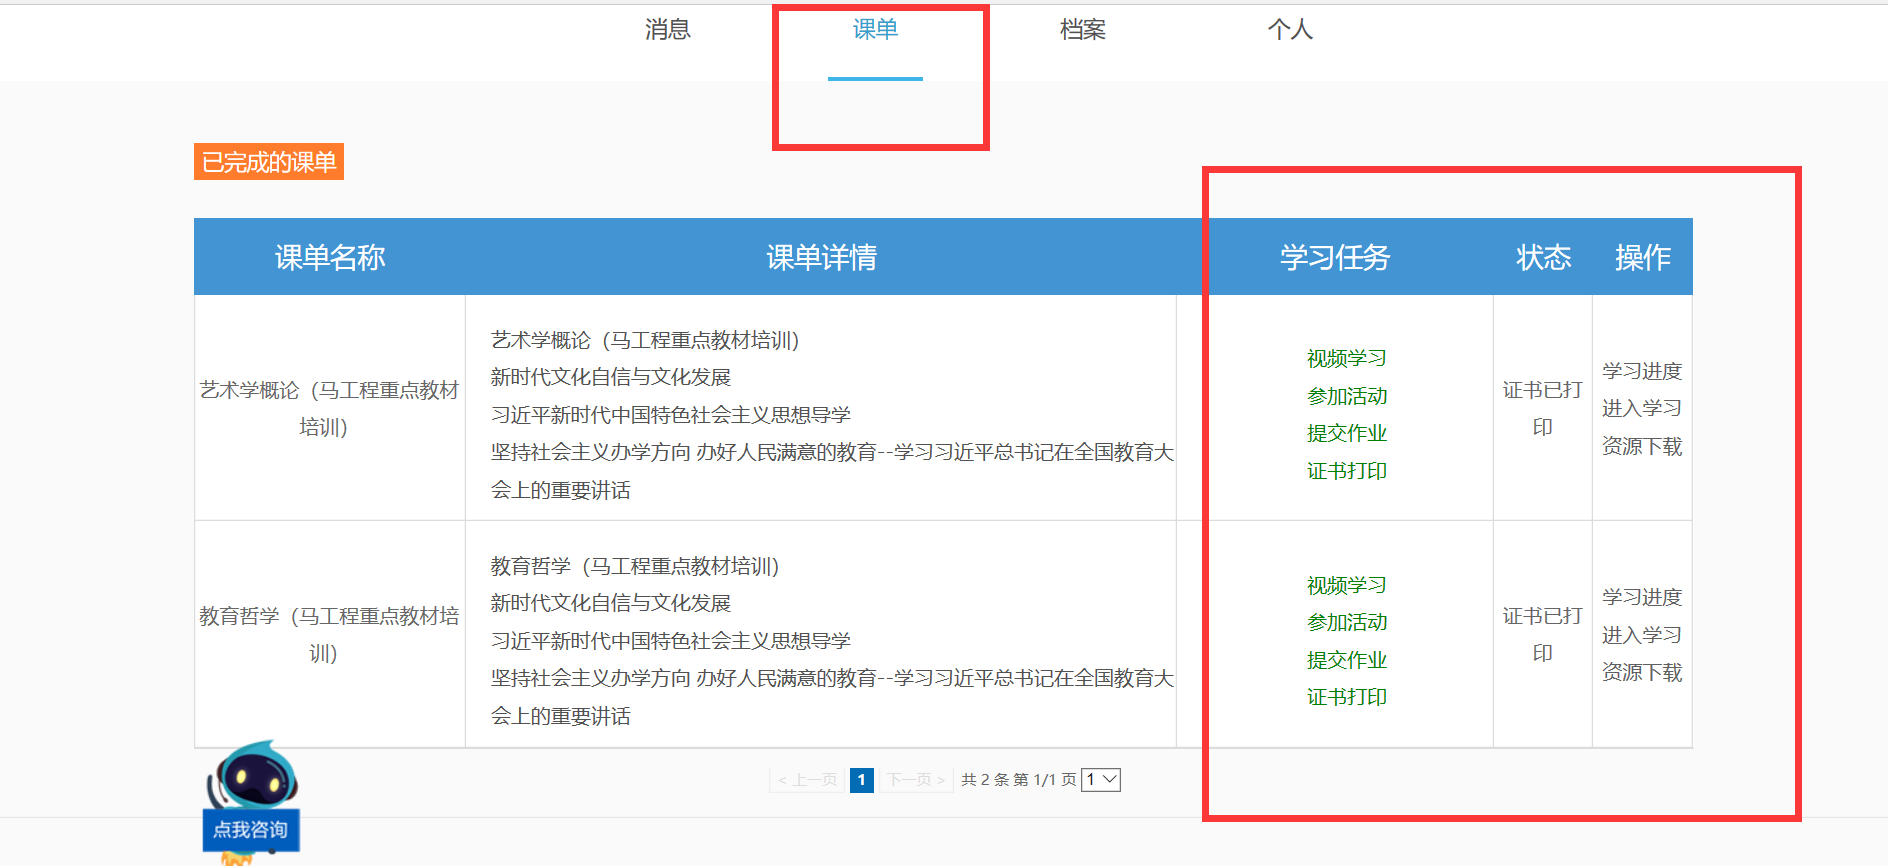 消息 课单 档案 个人
已完成的课单
课单名称 课单详情 学习任务 状态 操作
艺术学概论（马工程重点教材
培训）
艺术学概论（马工程重点教材培训）
新时代文化自信与文化发展
习近平新时代中国特色社会主义思想导学
坚持社会主义办学方向 办好人民满意的教育--学习习近平总书记在全国教育大
会上的重要讲话
视频学习
参加活动
提交作业
证书打印
证书已打
印
学习进度
进入学习
资源下载
教育哲学（马工程重点教材培
训）
教育哲学（马工程重点教材培训）
新时代文化自信与文化发展
习近平新时代中国特色社会主义思想导学
坚持社会主义办学方向 办好人民满意的教育--学习习近平总书记在全国教育大
会上的重要讲话
视频学习
参加活动
提交作业
证书打印
证书已打
印
学习进度
进入学习
资源下载
< 上一页 1 下一页 > 共 2 条 第 1/1 页 1
点我咨询